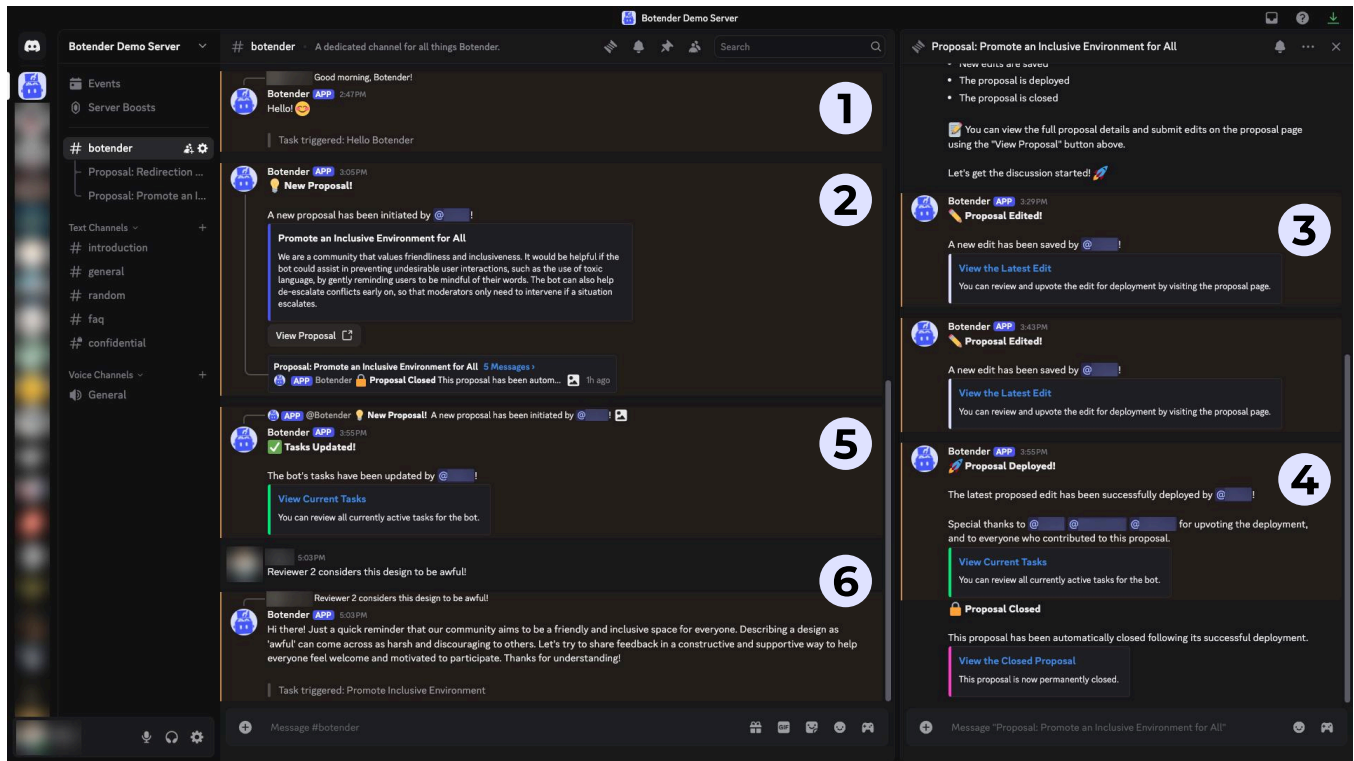 Botender Demo Server
Botender Demo Server
Events
Server Boosts
# botender
Proposal: Redirection ...
Proposal: Promote an I...
Text Channels
# introduction
# general
# random
# faq
# confidential
Voice Channels
General
# botender
A dedicated channel for all things Botender.
Search
Good morning, Botender!
Botender APP 2:47 PM
Hello! 😊
Task triggered: Hello Botender
1
Botender APP 3:05 PM
💡 New Proposal!
2
A new proposal has been initiated by @ !
Promote an Inclusive Environment for All
We are a community that values friendliness and inclusiveness. It would be helpful if the
bot could assist in preventing undesirable user interactions, such as the use of toxic
language, by gently reminding users to be mindful of their words. The bot can also help
de-escalate conflicts early on, so that moderators only need to intervene if a situation
escalates.
View Proposal
Proposal: Promote an Inclusive Environment for All 5 Messages ›
APP Botender 🔒 Proposal Closed This proposal has been autom... 1h ago
APP @Botender 💡 New Proposal! A new proposal has been initiated by @ !
Botender APP 3:55 PM
✅ Tasks Updated!
5
The bot's tasks have been updated by @ !
View Current Tasks
You can review all currently active tasks for the bot.
5:03 PM
Reviewer 2 considers this design to be awful!
6
Reviewer 2 considers this design to be awful!
Botender APP 5:03 PM
Hi there! Just a quick reminder that our community aims to be a friendly and inclusive space for everyone. Describing a design as
'awful' can come across as harsh and discouraging to others. Let's try to share feedback in a constructive and supportive way to help
everyone feel welcome and motivated to participate. Thanks for understanding!
Task triggered: Promote Inclusive Environment
Message #botender
GIF
Proposal: Promote an Inclusive Environment for All
• New edits are saved
• The proposal is deployed
• The proposal is closed
📝 You can view the full proposal details and submit edits on the proposal page
using the "View Proposal" button above.
Let's get the discussion started! 🚀
Botender APP 3:29 PM
✏️ Proposal Edited!
3
A new edit has been saved by @ !
View the Latest Edit
You can review and upvote the edit for deployment by visiting the proposal page.
Botender APP 3:43 PM
✏️ Proposal Edited!
A new edit has been saved by @ !
View the Latest Edit
You can review and upvote the edit for deployment by visiting the proposal page.
Botender APP 3:55 PM
🚀 Proposal Deployed!
4
The latest proposed edit has been successfully deployed by @ !
Special thanks to @ @ @ for upvoting the deployment,
and to everyone who contributed to this proposal.
View Current Tasks
You can review all currently active tasks for the bot.
🔒 Proposal Closed
This proposal has been automatically closed following its successful deployment.
View the Closed Proposal
This proposal is now permanently closed.
Message "Proposal: Promote an Inclusive Environment for All"